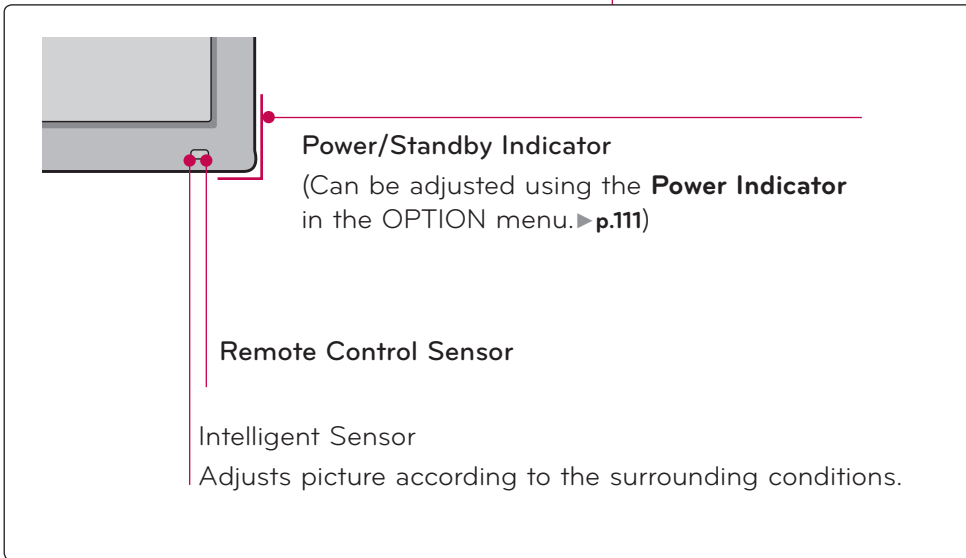 Power/Standby Indicator
(Can be adjusted using the Power Indicator
in the OPTION menu.►p.111)
Remote Control Sensor
Intelligent Sensor
Adjusts picture according to the surrounding conditions.